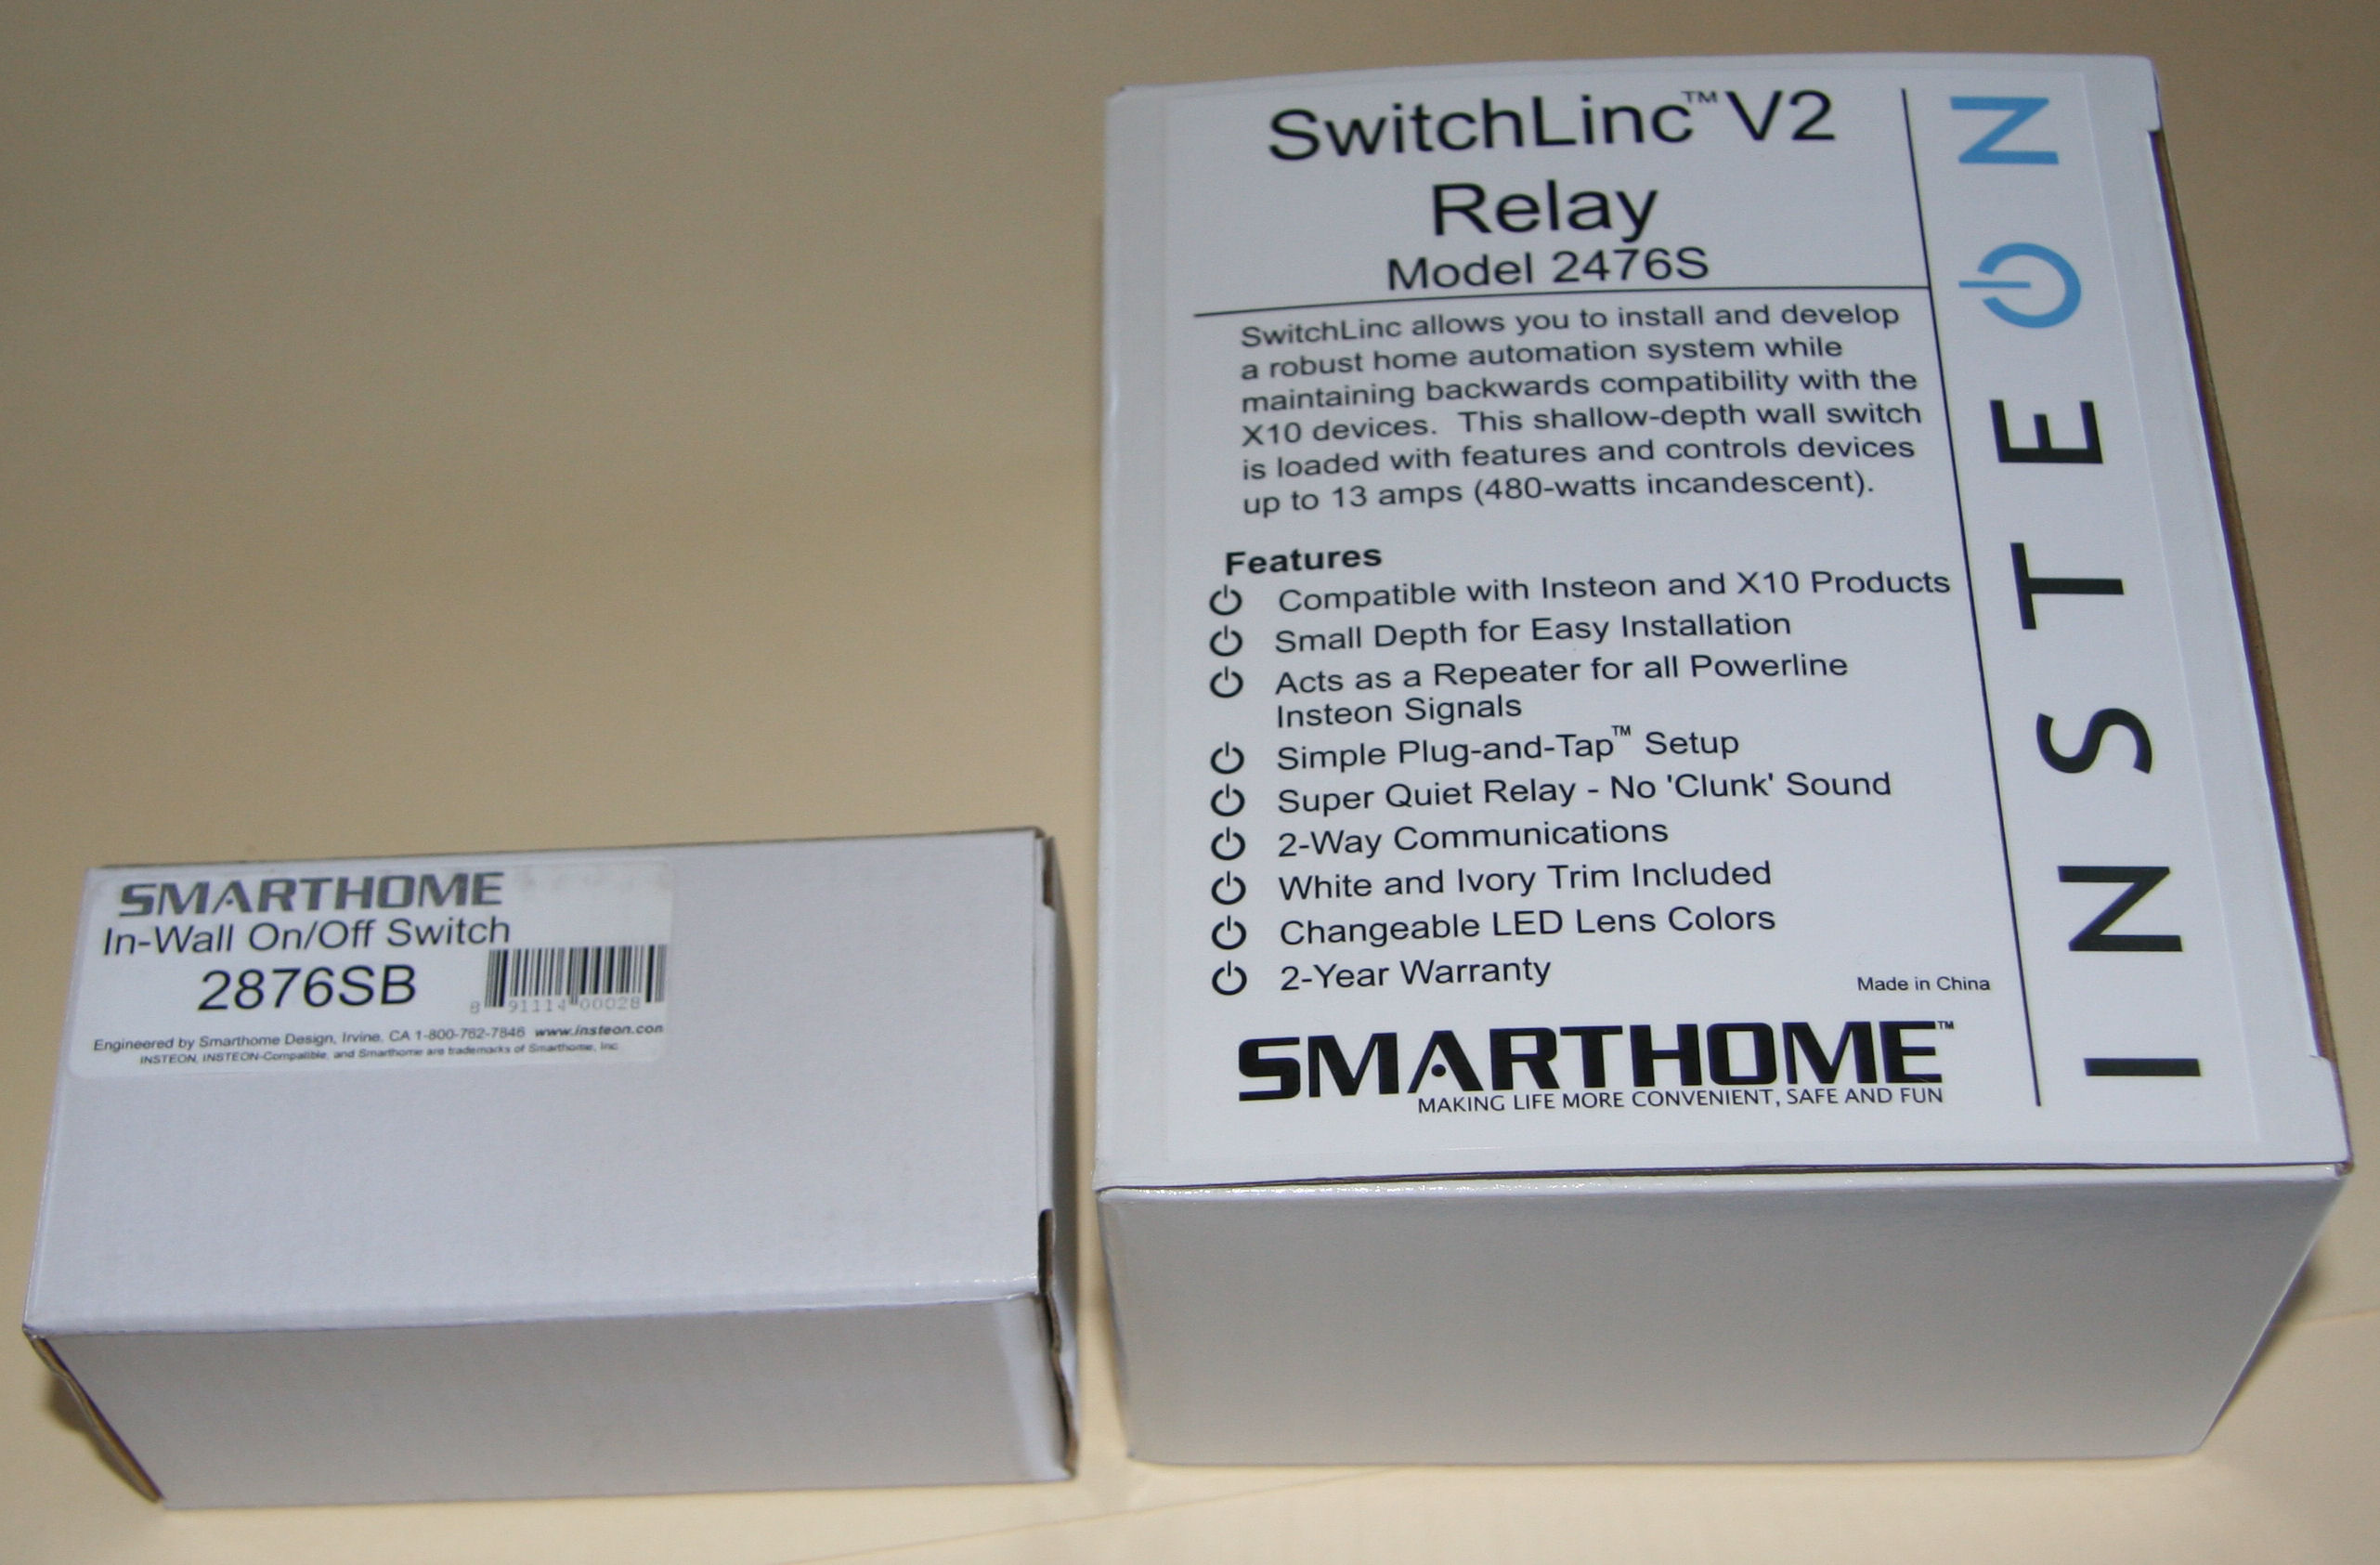 SMARTHOME
In-Wall On/Off Switch
2876SB
8 91114 00028
Engineered by Smarthome Design, Irvine, CA 1-800-762-7846 www.insteon.com
INSTEON, INSTEON-Compatible, and Smarthome are trademarks of Smarthome, Inc.
SwitchLinc™ V2
Relay
Model 2476S
SwitchLinc allows you to install and develop
a robust home automation system while
maintaining backwards compatibility with the
X10 devices. This shallow-depth wall switch
is loaded with features and controls devices
up to 13 amps (480-watts incandescent).
Features
Compatible with Insteon and X10 Products
Small Depth for Easy Installation
Acts as a Repeater for all Powerline
Insteon Signals
Simple Plug-and-Tap™ Setup
Super Quiet Relay - No 'Clunk' Sound
2-Way Communications
White and Ivory Trim Included
Changeable LED Lens Colors
2-Year Warranty
Made in China
SMARTHOME™
MAKING LIFE MORE CONVENIENT, SAFE AND FUN
INSTEON